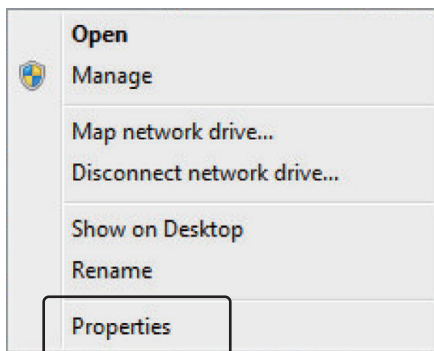 Open
Manage
Map network drive...
Disconnect network drive...
Show on Desktop
Rename
Properties